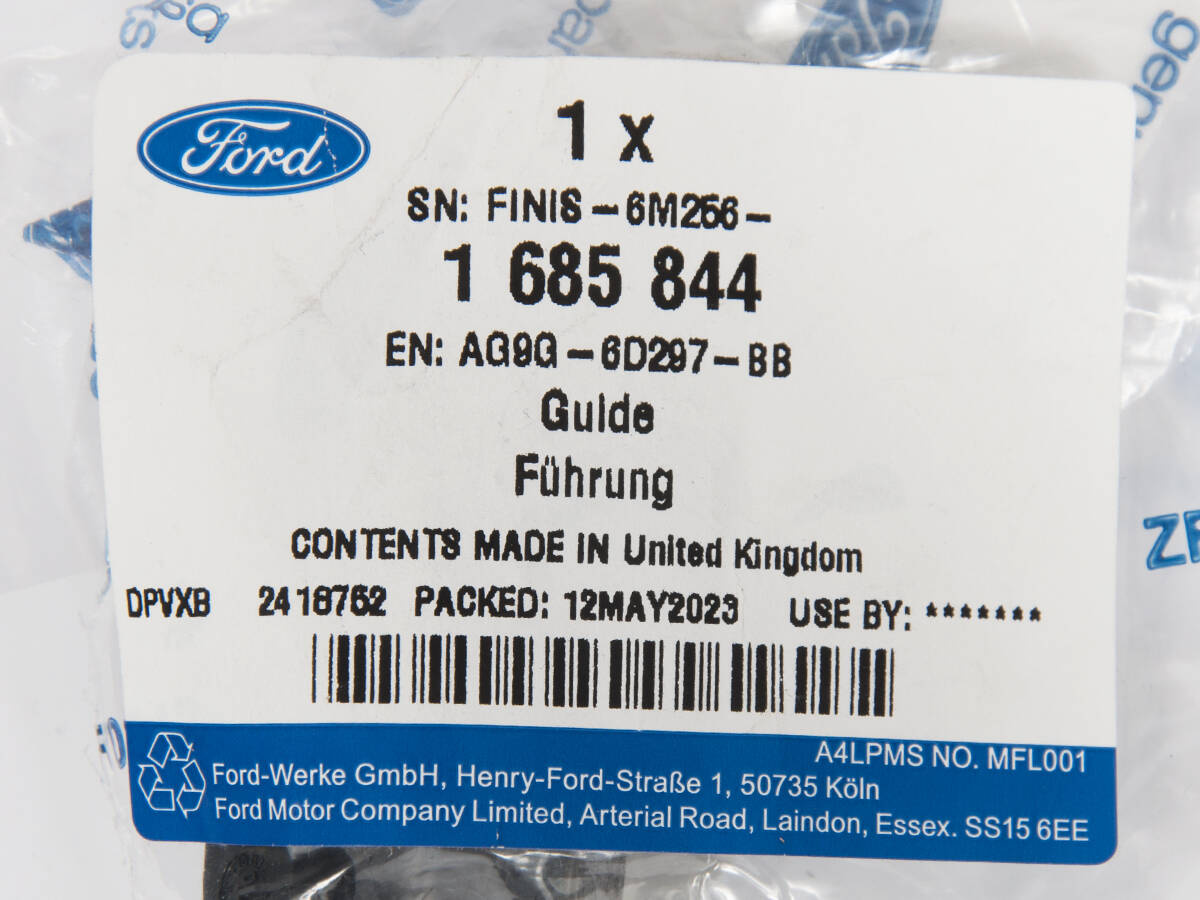 Ford
1 x
SN: FINIS-6M256-
1 685 844
EN: AG9G-6D297-BB
Guide
Führung
CONTENTS MADE IN United Kingdom
DPVXB 2418752 PACKED: 12MAY2023 USE BY: *******
A4LPMS NO. MFL001
Ford-Werke GmbH, Henry-Ford-Straße 1, 50735 Köln
Ford Motor Company Limited, Arterial Road, Laindon, Essex. SS15 6EE